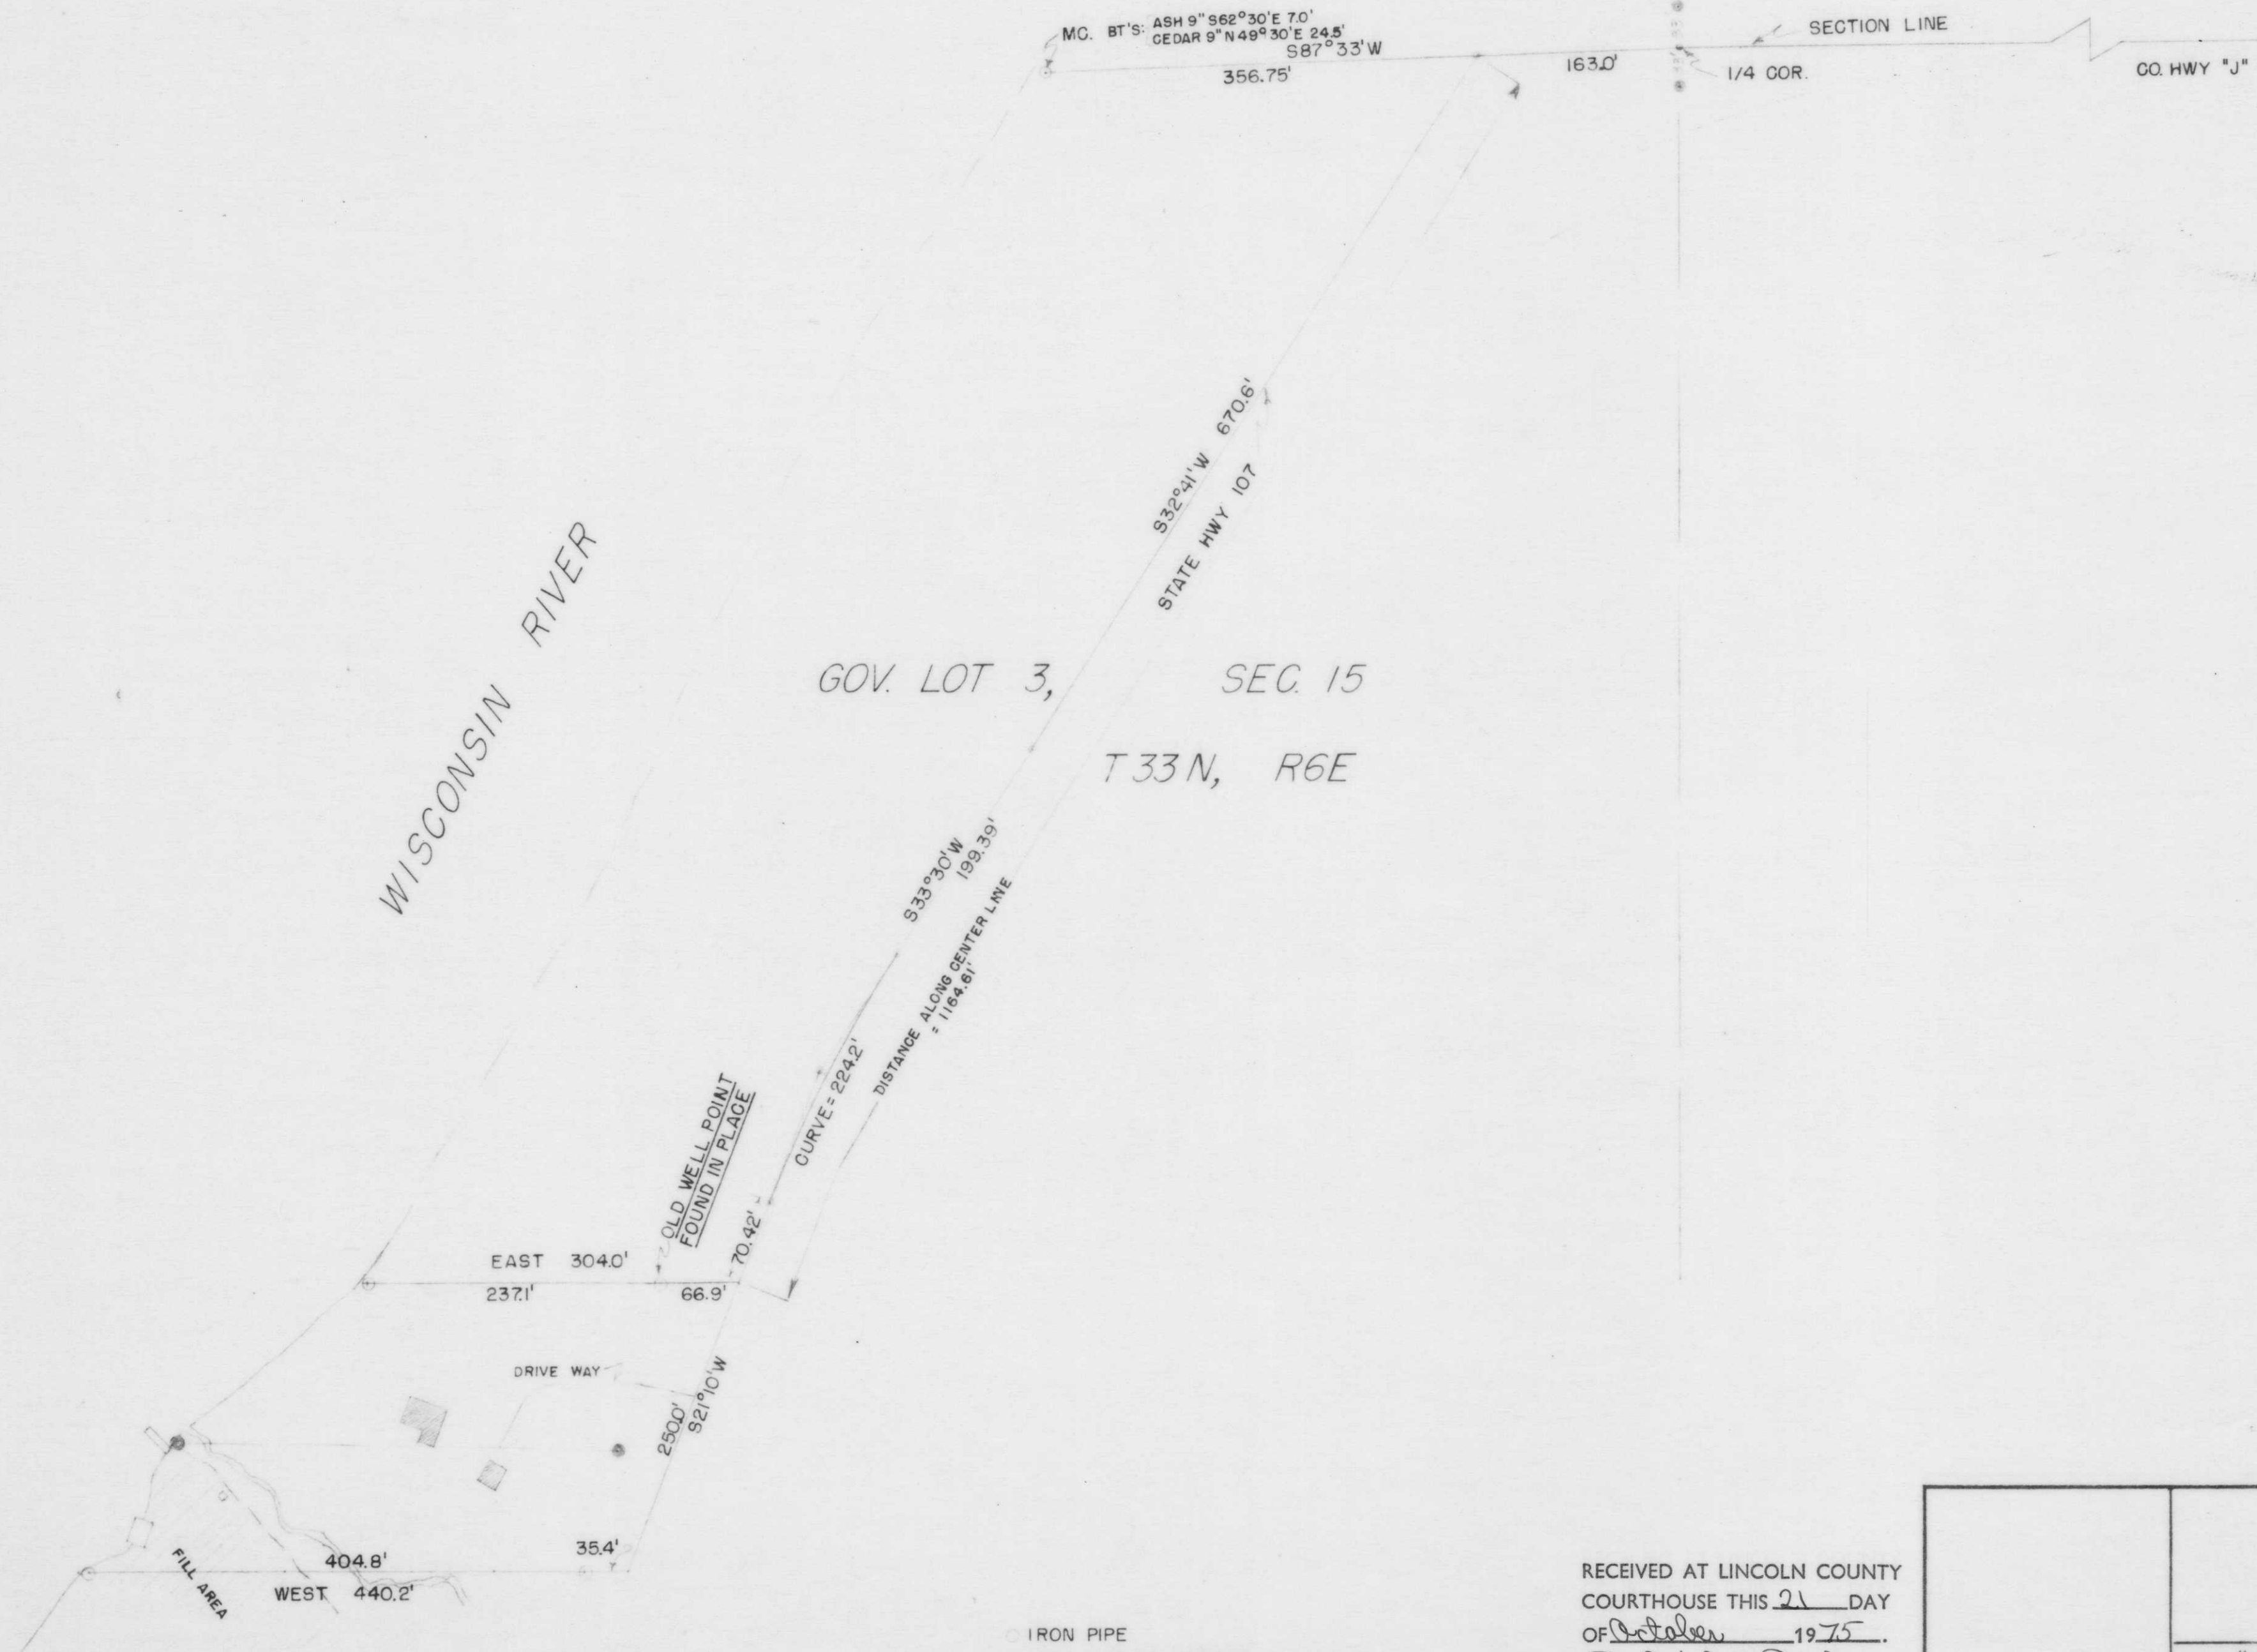 MC. BT'S: ASH 9" S62°30'E 7.0'
CEDAR 9" N49°30'E 24.5'
S87°33'W
356.75'
163.0'
SECTION LINE
1/4 COR.
CO. HWY "J"
S32°41'W 670.6'
STATE HWY 107
WISCONSIN RIVER
GOV. LOT 3, SEC. 15
T33N, R6E
S33°30'W
199.39'
DISTANCE ALONG CENTER LINE
= 1164.61'
CURVE = 224.2'
OLD WELL POINT
FOUND IN PLACE
70.42'
EAST 304.0'
237.1'
66.9'
DRIVE WAY
250.0'
S21°10'W
35.4'
404.8'
WEST 440.2'
FILL AREA
IRON PIPE
RECEIVED AT LINCOLN COUNTY
COURTHOUSE THIS 21 DAY
OF October 1975.